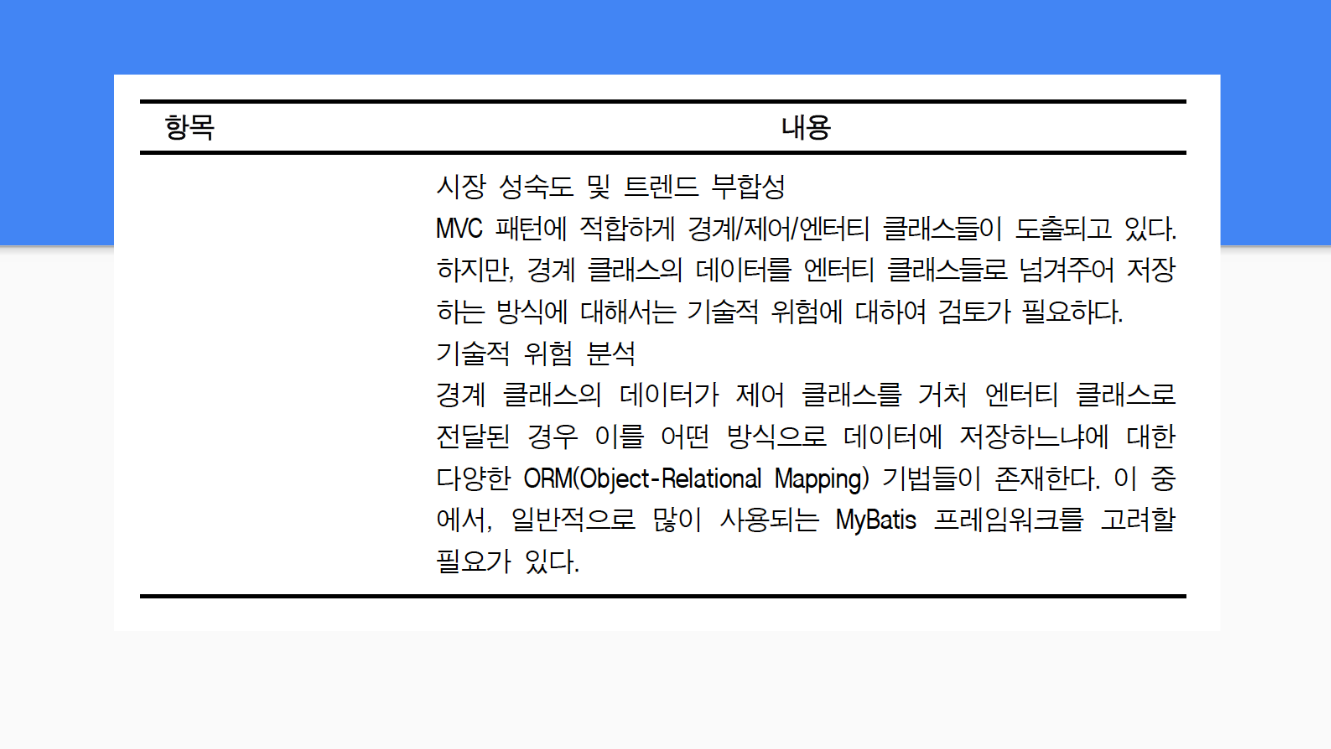 항목 내용
시장 성숙도 및 트렌드 부합성
MVC 패턴에 적합하게 경계/제어/엔터티 클래스들이 도출되고 있다.
하지만, 경계 클래스의 데이터를 엔터티 클래스들로 넘겨주어 저장
하는 방식에 대해서는 기술적 위험에 대하여 검토가 필요하다.
기술적 위험 분석
경계 클래스의 데이터가 제어 클래스를 거처 엔터티 클래스로
전달된 경우 이를 어떤 방식으로 데이터에 저장하느냐에 대한
다양한 ORM(Object-Relational Mapping) 기법들이 존재한다. 이 중
에서, 일반적으로 많이 사용되는 MyBatis 프레임워크를 고려할
필요가 있다.